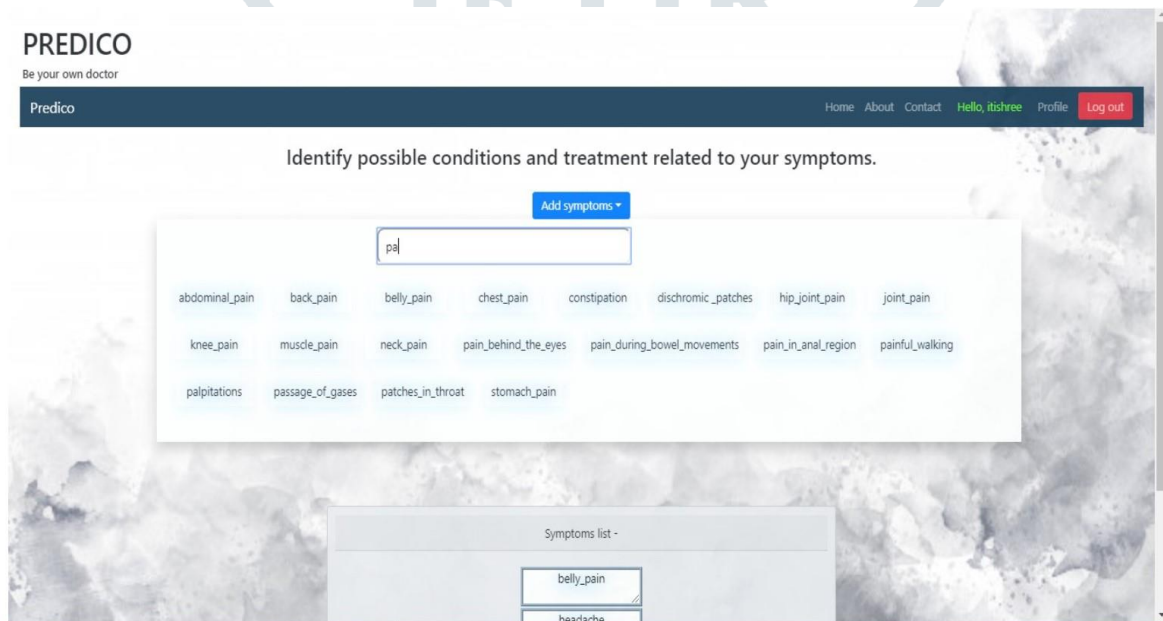 PREDICO
Be your own doctor
Predico Home About Contact Hello, itishree Profile Log out
Identify possible conditions and treatment related to your symptoms.
Add symptoms
pa
abdominal_pain back_pain belly_pain chest_pain constipation dischromic _patches hip_joint_pain joint_pain
knee_pain muscle_pain neck_pain pain_behind_the_eyes pain_during_bowel_movements pain_in_anal_region painful_walking
palpitations passage_of_gases patches_in_throat stomach_pain
Symptoms list -
belly_pain
headache